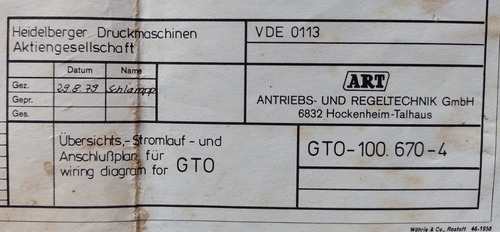 Heidelberger Druckmaschinen
Aktiengesellschaft
VDE 0113
Datum Name
Gez. 29.8.79 Schlampp
Gepr.
Ges.
ART
ANTRIEBS- UND REGELTECHNIK GmbH
6832 Hockenheim-Talhaus
Übersichts,-Stromlauf - und
Anschlußplan für
wiring diagram for GTO
GTO-100.670-4
Wöhrle & Co., Rastatt 46-1956